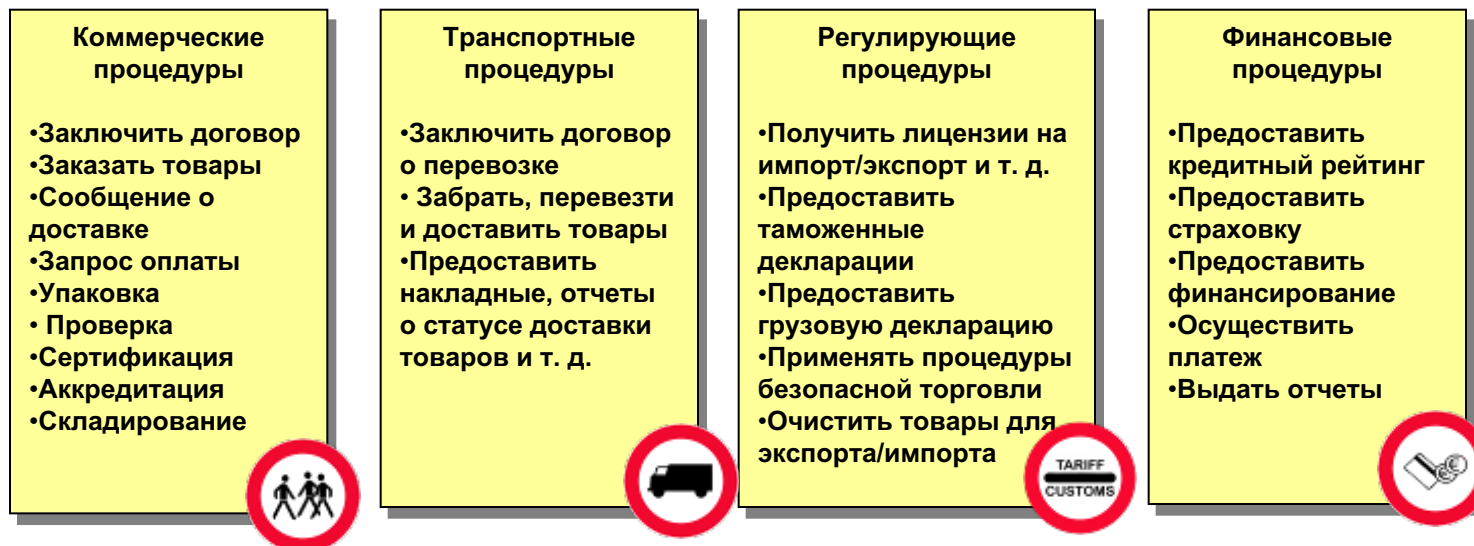 Коммерческие
процедуры
•Заключить договор
•Заказать товары
•Сообщение о
доставке
•Запрос оплаты
•Упаковка
• Проверка
•Сертификация
•Аккредитация
•Складирование
Транспортные
процедуры
•Заключить договор
о перевозке
• Забрать, перевезти
и доставить товары
•Предоставить
накладные, отчеты
о статусе доставки
товаров и т. д.
Регулирующие
процедуры
•Получить лицензии на
импорт/экспорт и т. д.
•Предоставить
таможенные
декларации
•Предоставить
грузовую декларацию
•Применять процедуры
безопасной торговли
•Очистить товары для
экспорта/импорта
TARIFF
CUSTOMS
Финансовые
процедуры
•Предоставить
кредитный рейтинг
•Предоставить
страховку
•Предоставить
финансирование
•Осуществить
платеж
•Выдать отчеты